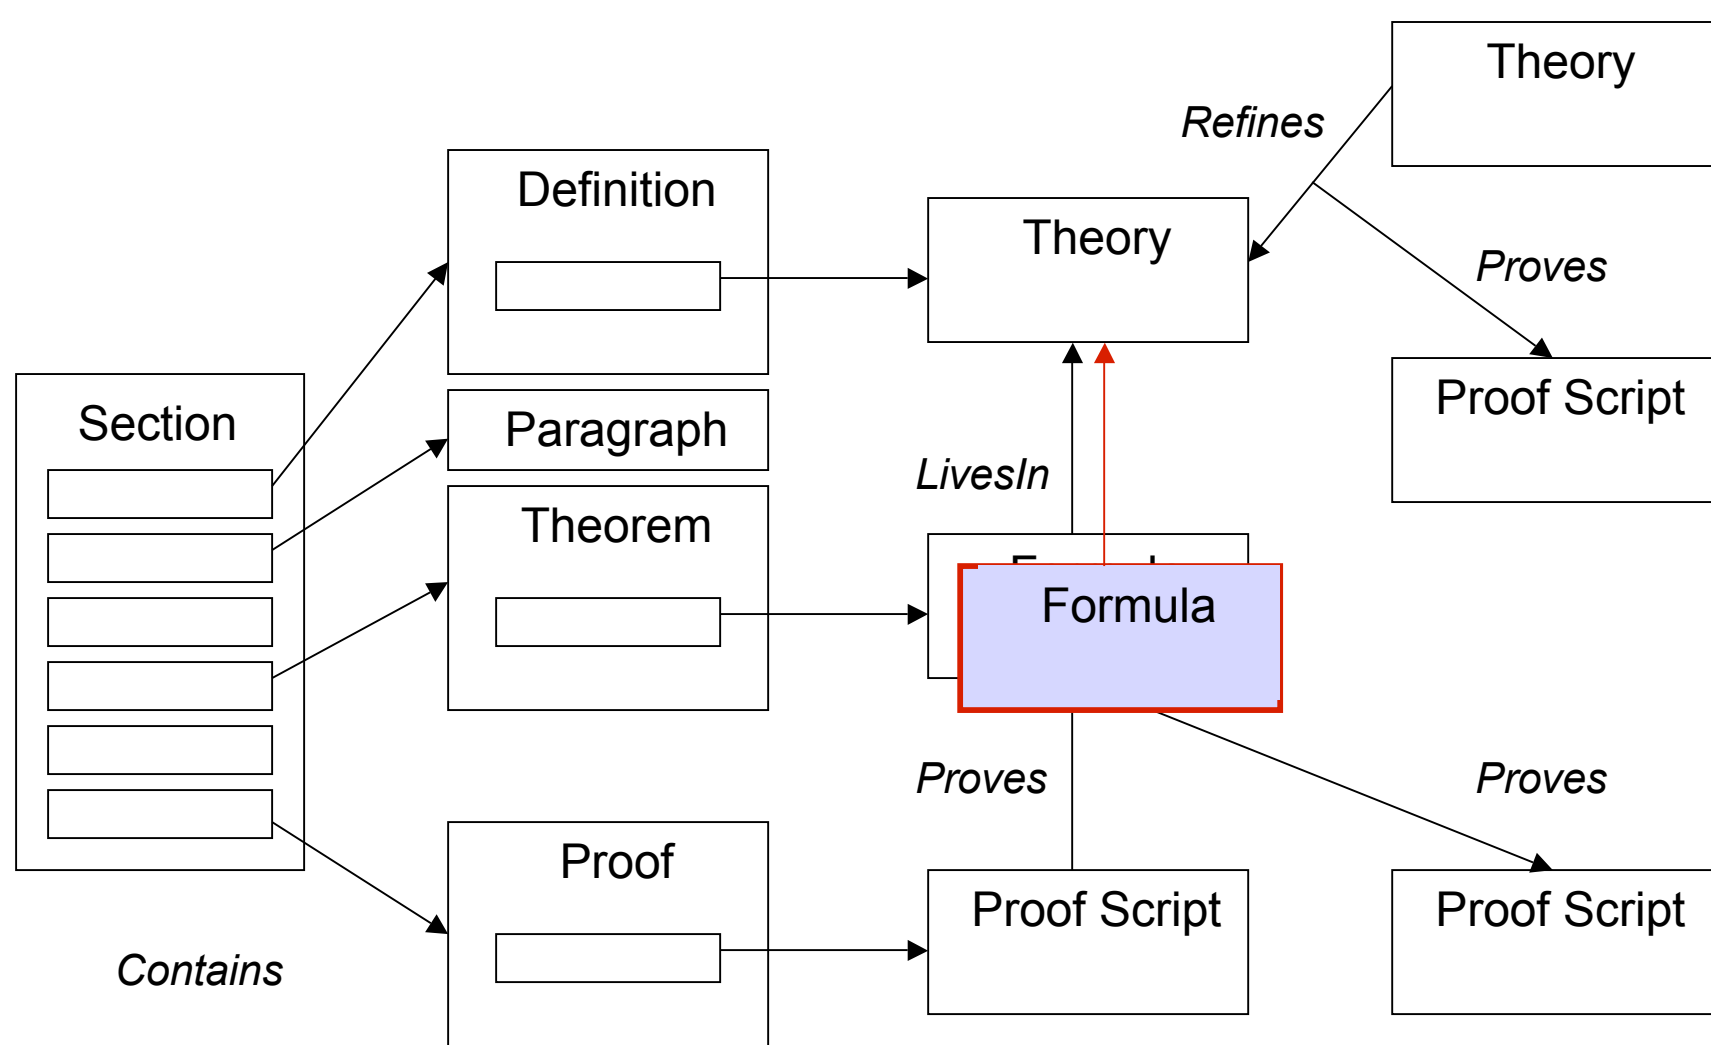 Theory
Refines
Definition
Theory
Proves
Section
Paragraph
Proof Script
LivesIn
Theorem
Formula
Proves
Proves
Proof
Proof Script
Proof Script
Contains